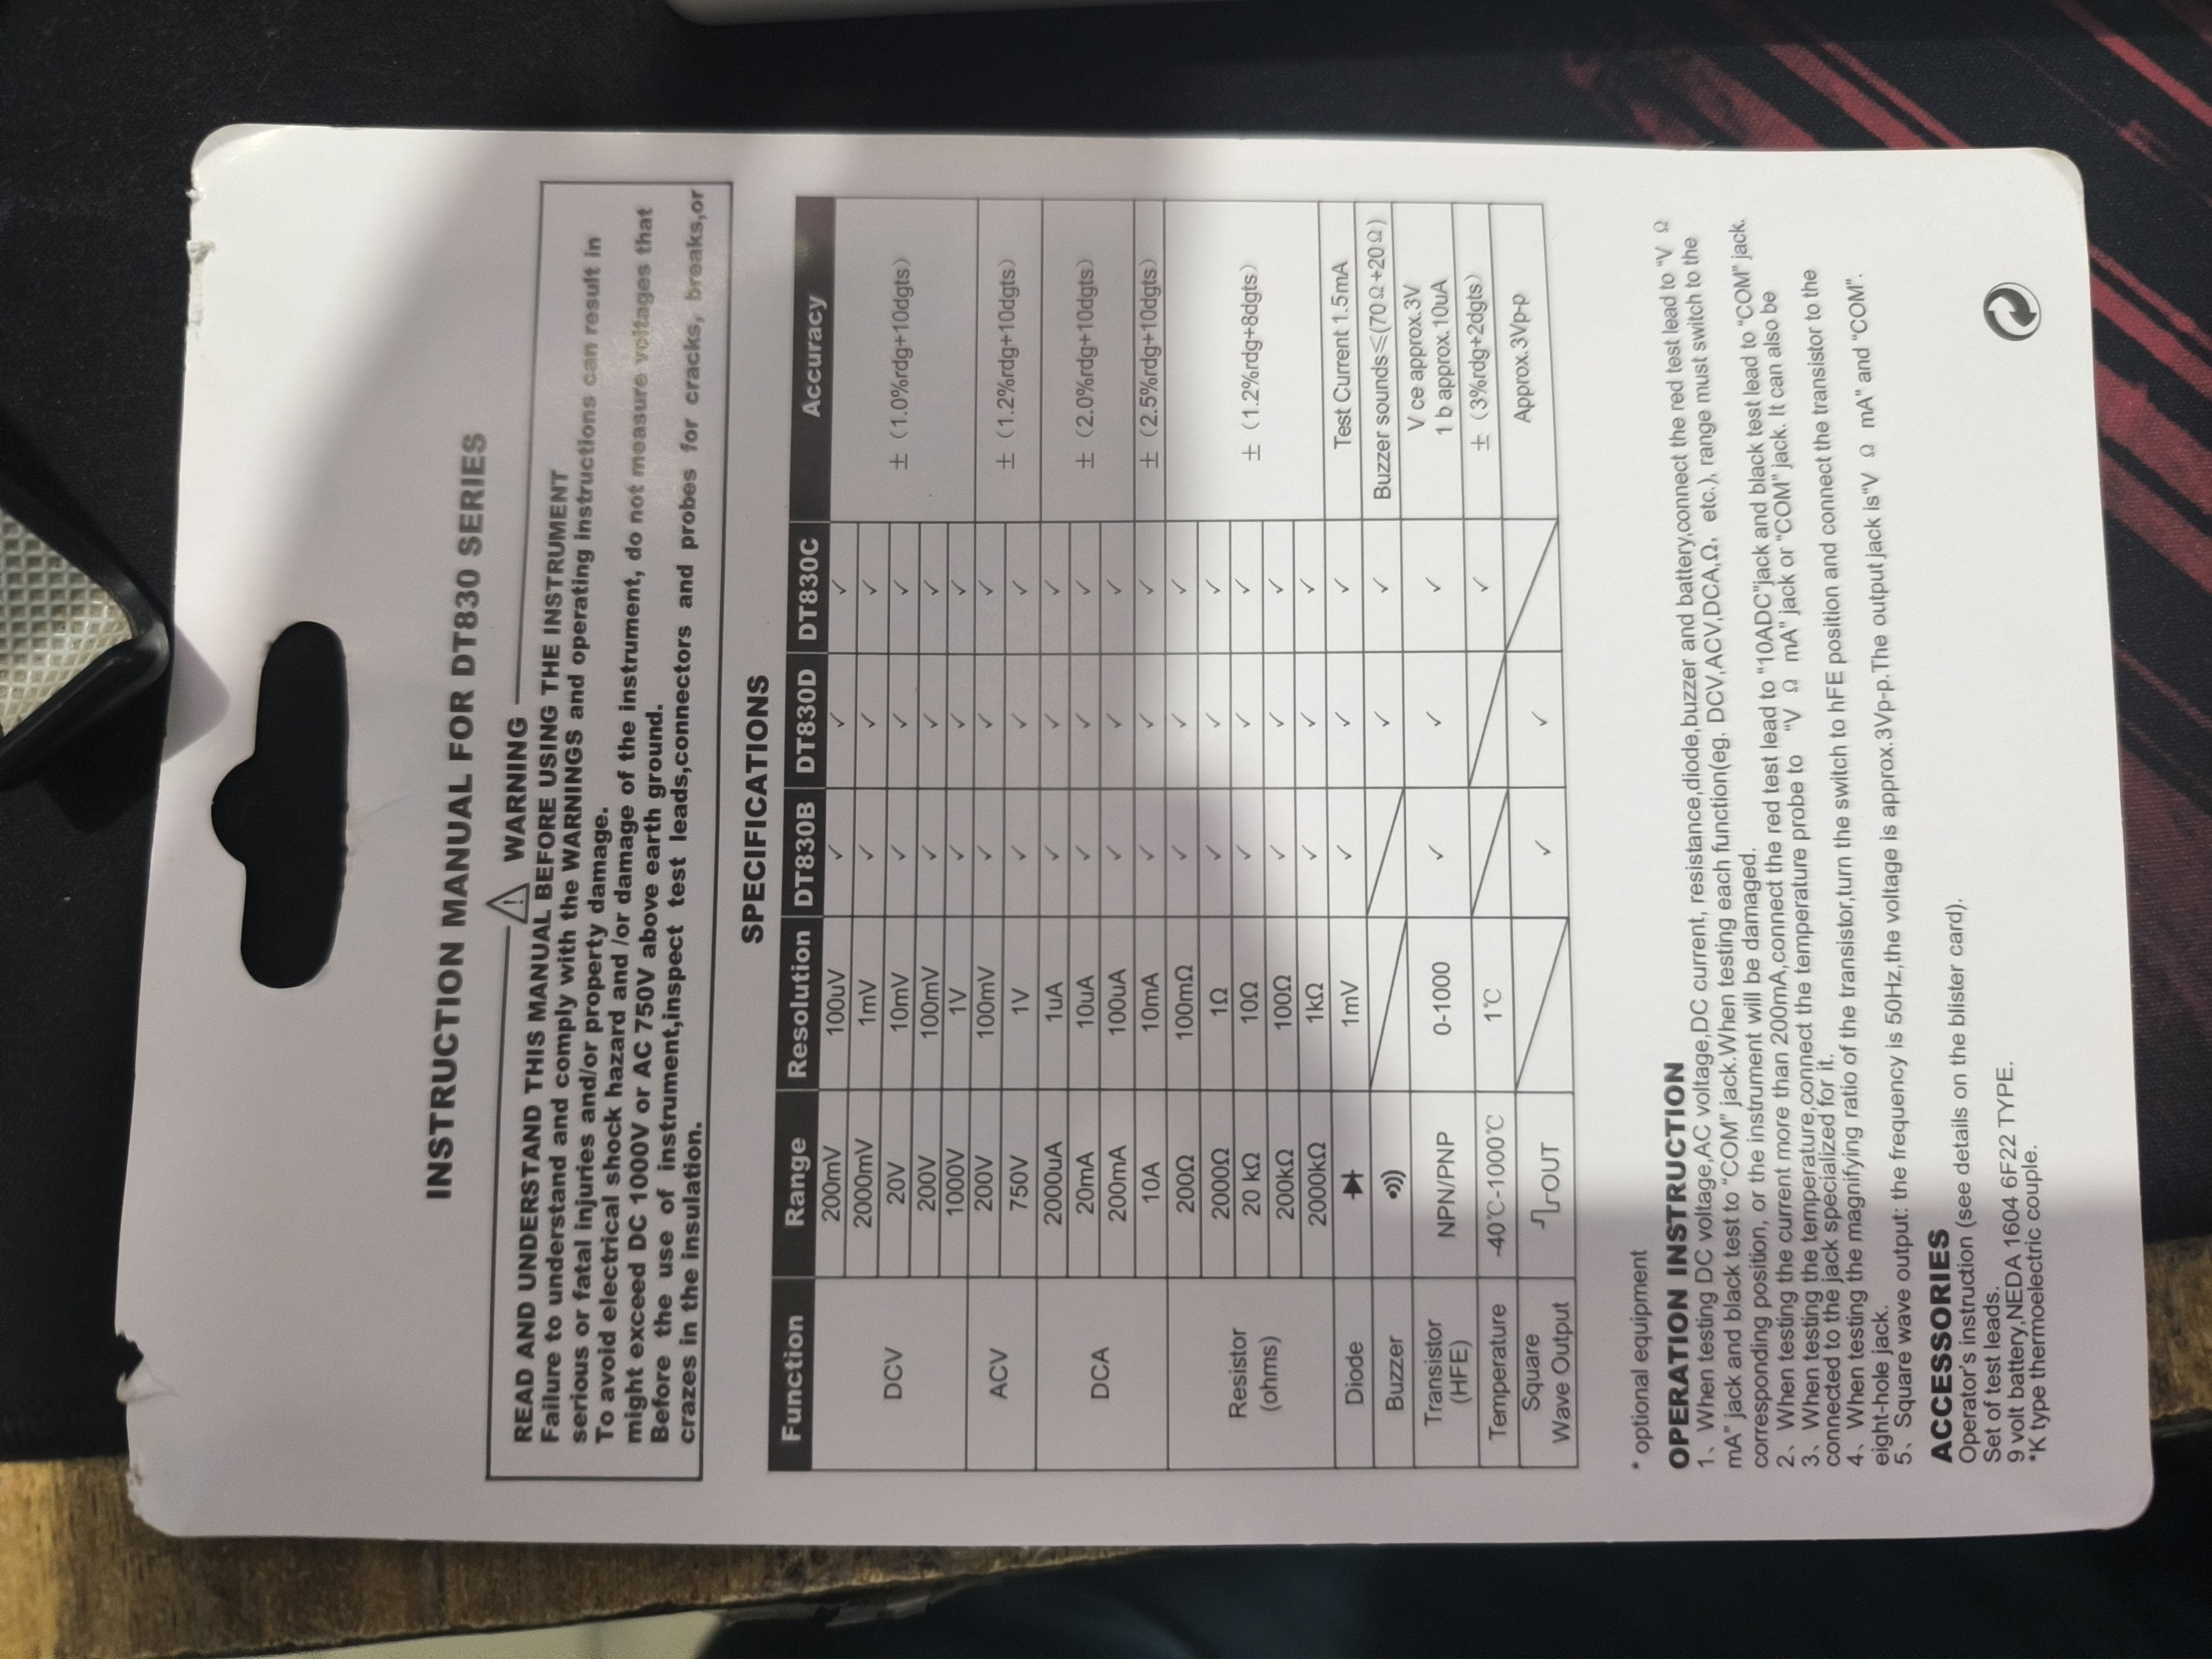 INSTRUCTION MANUAL FOR DT830 SERIES
WARNING
READ AND UNDERSTAND THIS MANUAL BEFORE USING THE INSTRUMENT
Failure to understand and comply with the WARNINGS and operating instructions can result in
serious or fatal injuries and/or property damage.
To avoid electrical shock hazard and /or damage of the instrument, do not measure voltages that
might exceed DC 1000V or AC 750V above earth ground.
Before the use of instrument,inspect test leads,connectors and probes for cracks, breaks,or
crazes in the insulation.
SPECIFICATIONS
Function Range Resolution DT830B DT830D DT830C Accuracy
DCV 200mV 100uV ✓ ✓ ✓ ± (1.0%rdg+10dgts)
2000mV 1mV ✓ ✓ ✓
20V 10mV ✓ ✓ ✓
200V 100mV ✓ ✓ ✓
1000V 1V ✓ ✓ ✓
ACV 200V 100mV ✓ ✓ ✓ ± (1.2%rdg+10dgts)
750V 1V ✓ ✓ ✓
DCA 2000uA 1uA ✓ ✓ ✓ ± (2.0%rdg+10dgts)
20mA 10uA ✓ ✓ ✓
200mA 100uA ✓ ✓ ✓
10A 10mA ✓ ✓ ✓ ± (2.5%rdg+10dgts)
Resistor
(ohms) 200Ω 100mΩ ✓ ✓ ✓ ± (1.2%rdg+8dgts)
2000Ω 1Ω ✓ ✓ ✓
20 kΩ 10Ω ✓ ✓ ✓
200kΩ 100Ω ✓ ✓ ✓
2000kΩ 1kΩ ✓ ✓ ✓
Diode 1mV ✓ ✓ ✓ Test Current 1.5mA
Buzzer ✓ ✓ Buzzer sounds≤(70Ω+20Ω)
Transistor
(HFE) NPN/PNP 0-1000 ✓ ✓ ✓ V ce approx.3V
1 b approx.10uA
Temperature -40℃-1000℃ 1℃ ✓ ± (3%rdg+2dgts)
Square
Wave Output OUT ✓ ✓ Approx.3Vp-p
* optional equipment
OPERATION INSTRUCTION
1、When testing DC voltage,AC voltage,DC current, resistance,diode,buzzer and battery,connect the red test lead to “V Ω
mA” jack and black test to “COM” jack.When testing each function(eg. DCV,ACV,DCA,Ω, etc.), range must switch to the
corresponding position, or the instrument will be damaged.
2、When testing the current more than 200mA,connect the red test lead to “10ADC”jack and black test lead to “COM” jack.
3、When testing the temperature,connect the temperature probe to “V Ω mA” jack or “COM” jack. It can also be
connected to the jack specialized for it.
4、When testing the magnifying ratio of the transistor,turn the switch to hFE position and connect the transistor to the
eight-hole jack.
5、Square wave output: the frequency is 50Hz,the voltage is approx.3Vp-p.The output jack is“V Ω mA” and “COM”.
ACCESSORIES
Operator's instruction (see details on the blister card).
Set of test leads.
9 volt battery,NEDA 1604 6F22 TYPE.
*K type thermoelectric couple.